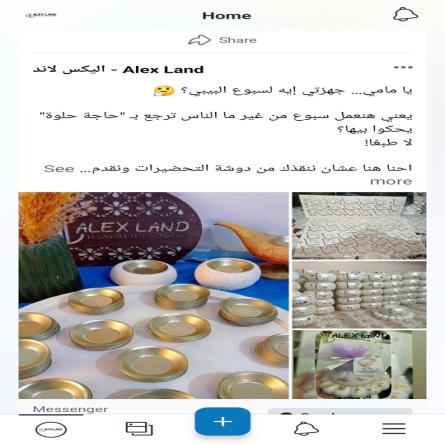 Home
Share
Alex Land - اليكس لاند
يا مامي... جهزتي إيه لسبوع البيبي؟
يعني هنعمل سبوع من غير ما الناس ترجع بـ "حاجة حلوة"
يحكوا بيها؟
لا طبعًا!
احنا هنا عشان ننقذك من دوشة التحضيرات ونقدم... See
more
ALEX LAND
ALEX LAND
Messenger